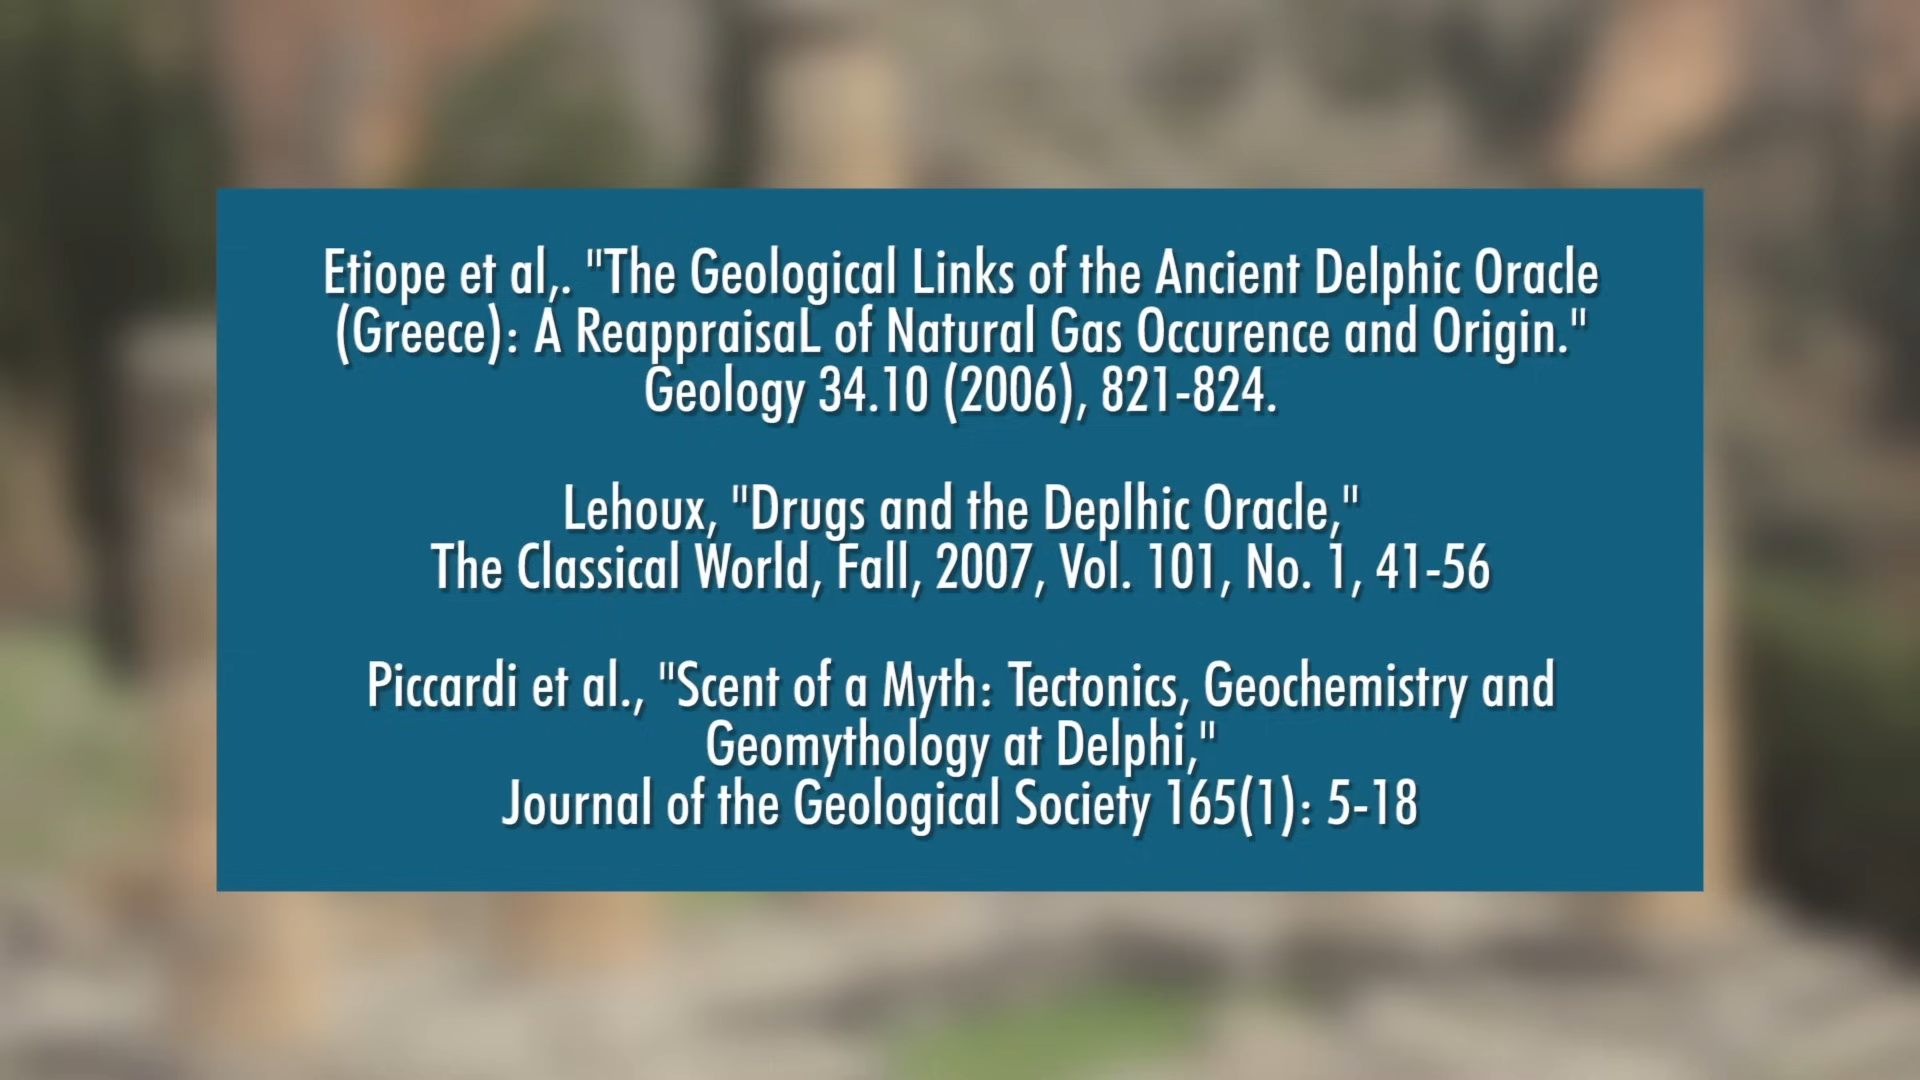 Etiope et al,. "The Geological Links of the Ancient Delphic Oracle
(Greece): A ReappraisaL of Natural Gas Occurence and Origin."
Geology 34.10 (2006), 821-824.
Lehoux, "Drugs and the Deplhic Oracle,"
The Classical World, Fall, 2007, Vol. 101, No. 1, 41-56
Piccardi et al., "Scent of a Myth: Tectonics, Geochemistry and
Geomythology at Delphi,"
Journal of the Geological Society 165(1): 5-18